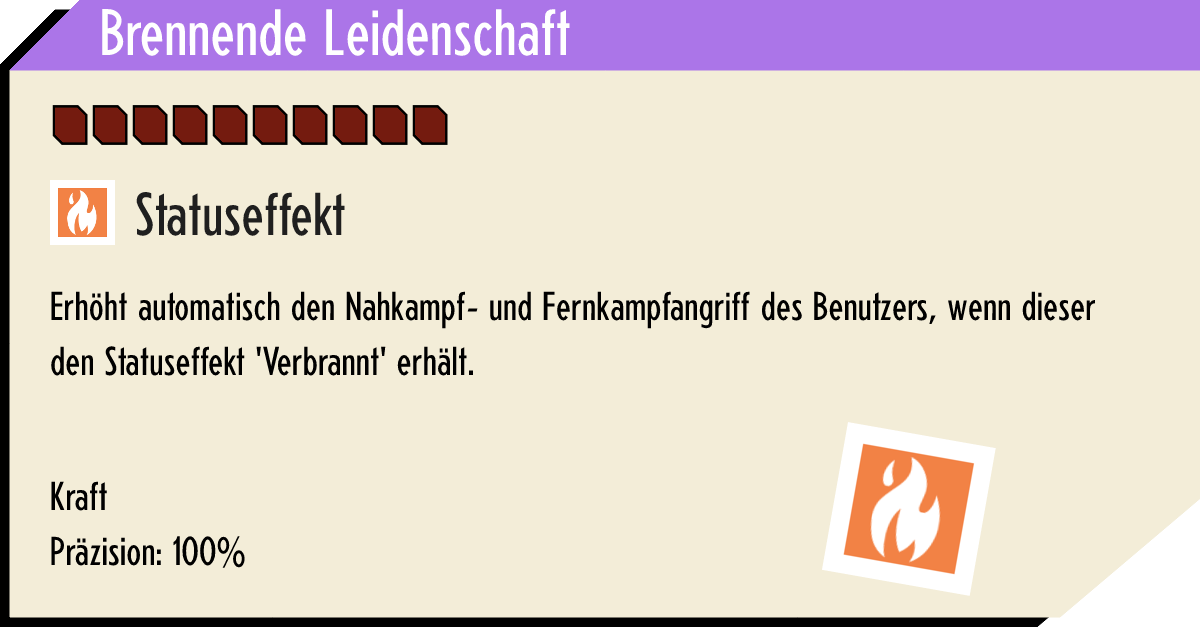 Brennende Leidenschaft
Statuseffekt
Erhöht automatisch den Nahkampf- und Fernkampfangriff des Benutzers, wenn dieser
den Statuseffekt 'Verbrannt' erhält.
Kraft
Präzision: 100%